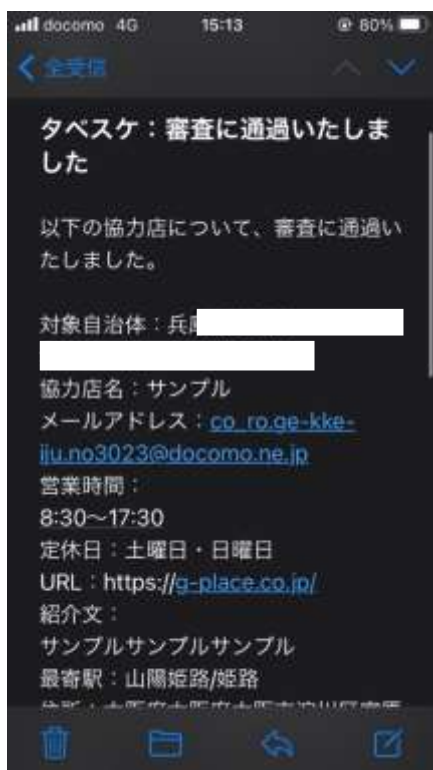 docomo 4G 15:13 80%
全受信
タベスケ：審査に通過いたしま
した
以下の協力店について、審査に通過い
たしました。
対象自治体：兵
協力店名：サンプル
メールアドレス：co_ro.ge-kke-
iju.no3023@docomo.ne.jp
営業時間：
8:30〜17:30
定休日：土曜日・日曜日
URL：https://g-place.co.jp/
紹介文：
サンプルサンプルサンプル
最寄駅：山陽姫路/姫路